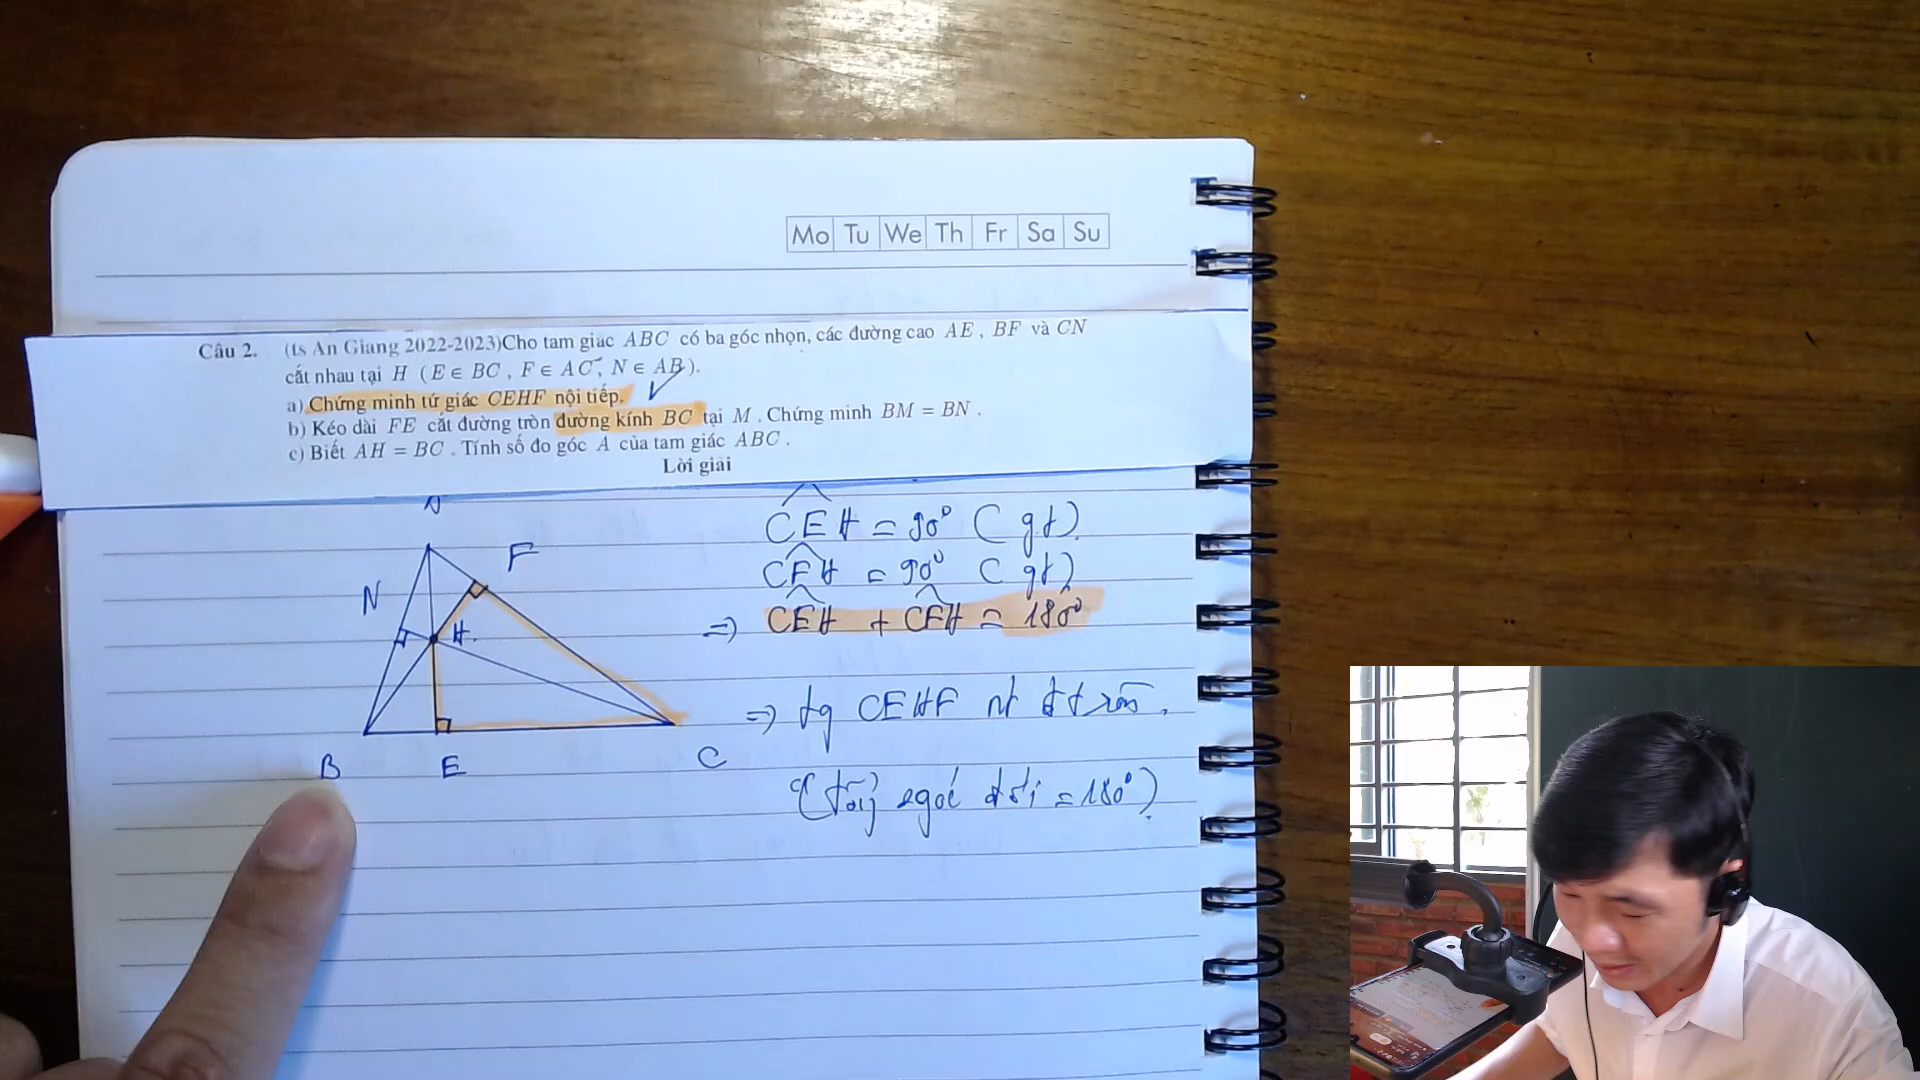 Mo Tu We Th Fr Sa Su
Câu 2. (ts An Giang 2022-2023)Cho tam giác ABC có ba góc nhọn, các đường cao AE , BF và CN
cắt nhau tại H ( E ∈ BC , F ∈ AC , N ∈ AB ).
a) Chứng minh tứ giác CEHF nội tiếp.
b) Kéo dài FE cắt đường tròn đường kính BC tại M . Chứng minh BM = BN .
c) Biết AH = BC . Tính số đo góc A của tam giác ABC .
Lời giải
F
N
H.
B E C
CEH = 90° ( gt).
CFH = 90° ( gt)
=> CEH + CFH = 180°
=> tg CEHF nt đ tròn.
( tổng 2góc đối = 180°)